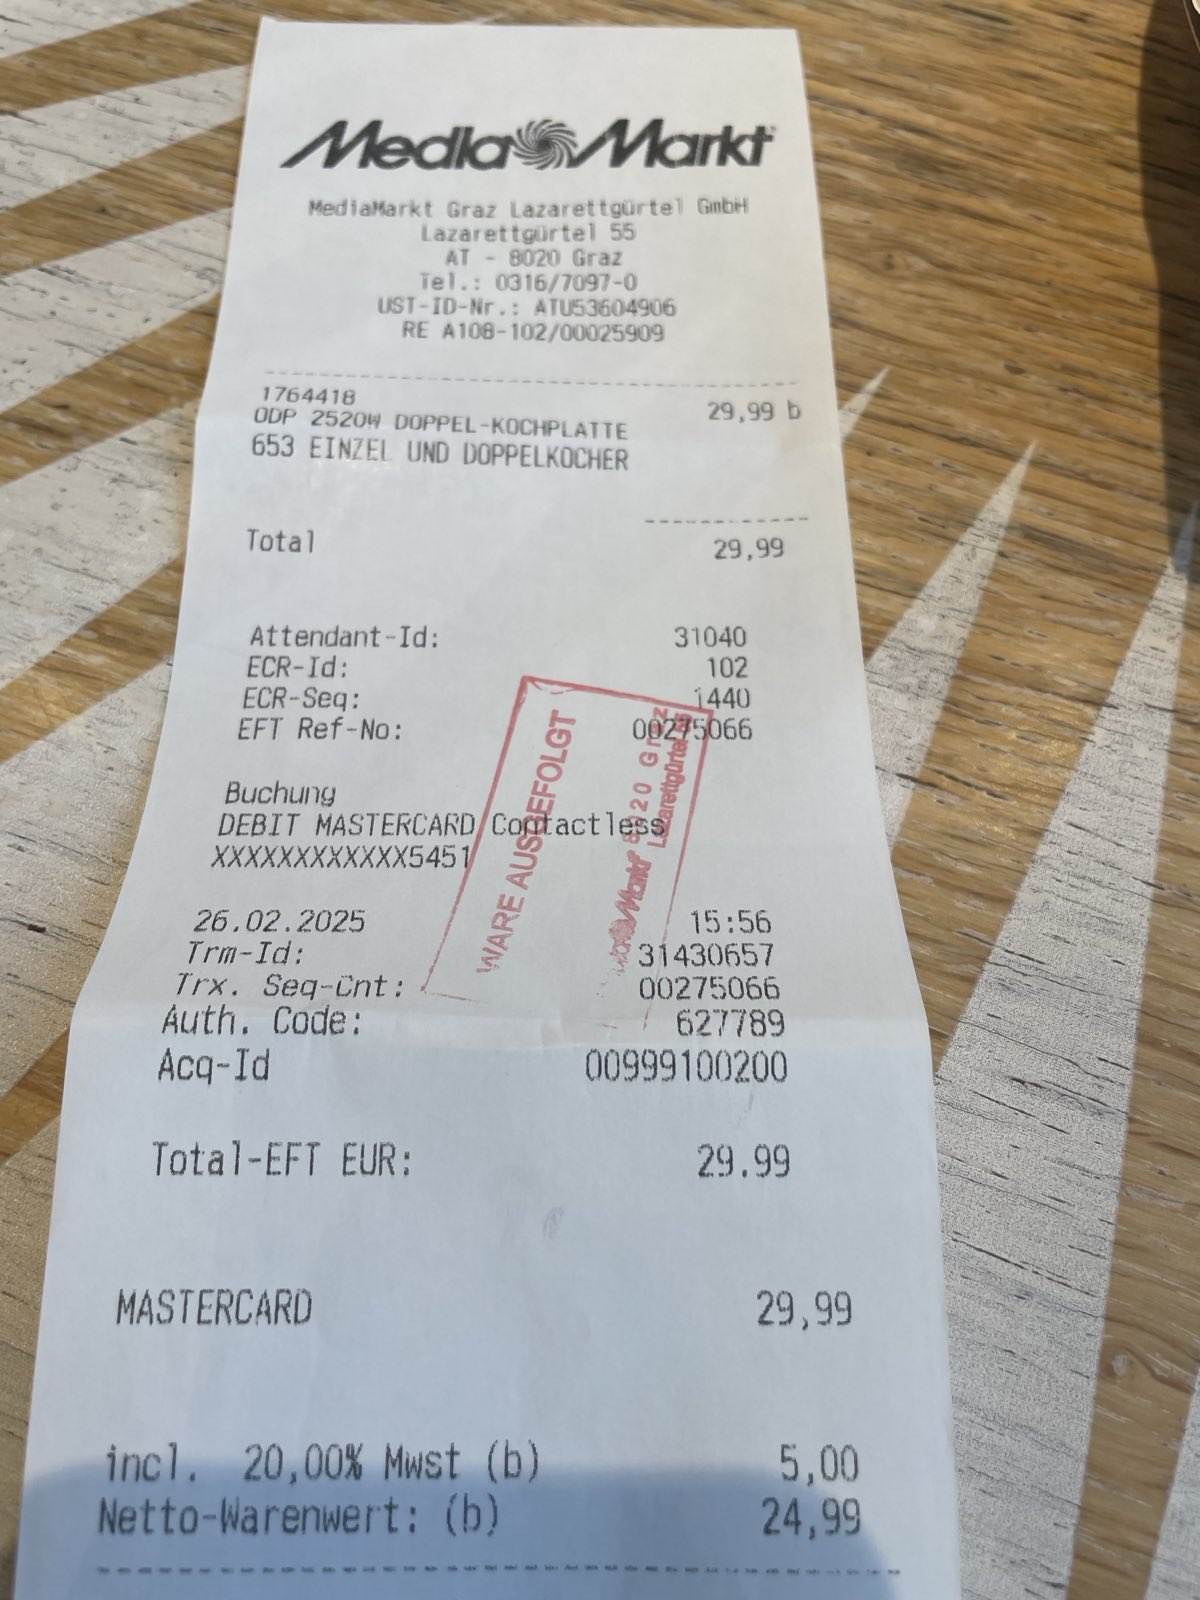 MediaMarkt
MediaMarkt Graz Lazarettgürtel GmbH
Lazarettgürtel 55
AT - 8020 Graz
Tel.: 0316/7097-0
UST-ID-Nr.: ATU53604906
RE A108-102/00025909
1764418
ODP 2520W DOPPEL-KOCHPLATTE 29,99 b
653 EINZEL UND DOPPELKOCHER
Total 29,99
Attendant-Id: 31040
ECR-Id: 102
ECR-Seq: 1440
EFT Ref-No: 00275066
Buchung
DEBIT MASTERCARD Contactless
XXXXXXXXXXXX5451
26.02.2025 15:56
Trm-Id: 31430657
Trx. Seq-Cnt: 00275066
Auth. Code: 627789
Acq-Id 00999100200
Total-EFT EUR: 29.99
MASTERCARD 29,99
incl. 20,00% Mwst (b) 5,00
Netto-Warenwert: (b) 24,99
WARE AUSGEFOLGT
MediaMarkt 8020 Graz
Lazarettgürtel 55